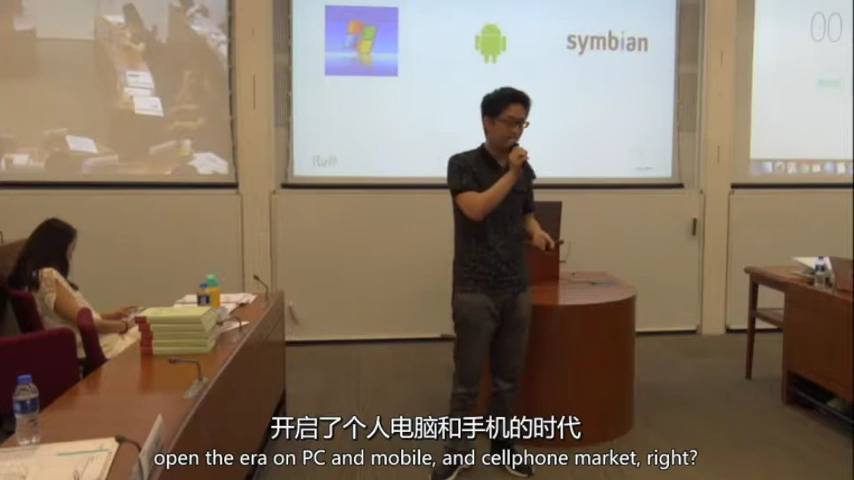 symbian
00
开启了个人电脑和手机的时代
open the era on PC and mobile, and cellphone market, right?